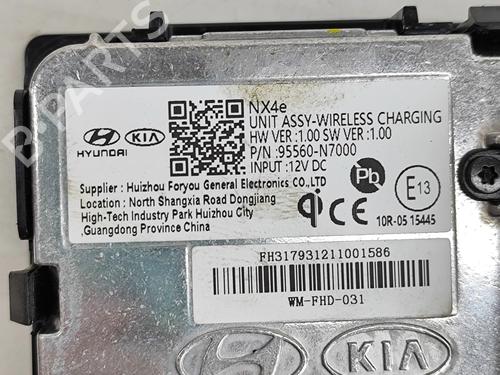 NX4e
UNIT ASSY-WIRELESS CHARGING
HW VER :1.00 SW VER :1.00
P/N :95560-N7000
INPUT :12V DC
HYUNDAI
KIA
Supplier : Huizhou Foryou General Electronics CO.,LTD
Location : North Shangxia Road Dongjiang
High-Tech Industry Park Huizhou City
,Guangdong Province China
Pb
E13
qi CE
10R-05 15445
FH317931211001586
WM-FHD-031
KIA
B-PARTS